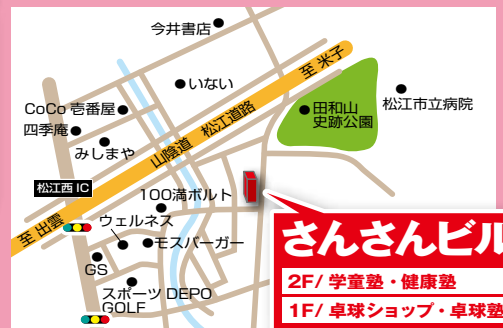 今井書店
至 米子
いない
CoCo 壱番屋
四季庵
みしまや
山陰道 松江道路
田和山
史跡公園
松江市立病院
松江西 IC
100満ボルト
至 出雲
ウェルネス
モスバーガー
GS
スポーツ DEPO
GOLF
さんさんビル
2F/ 学童塾・健康塾
1F/ 卓球ショップ・卓球塾